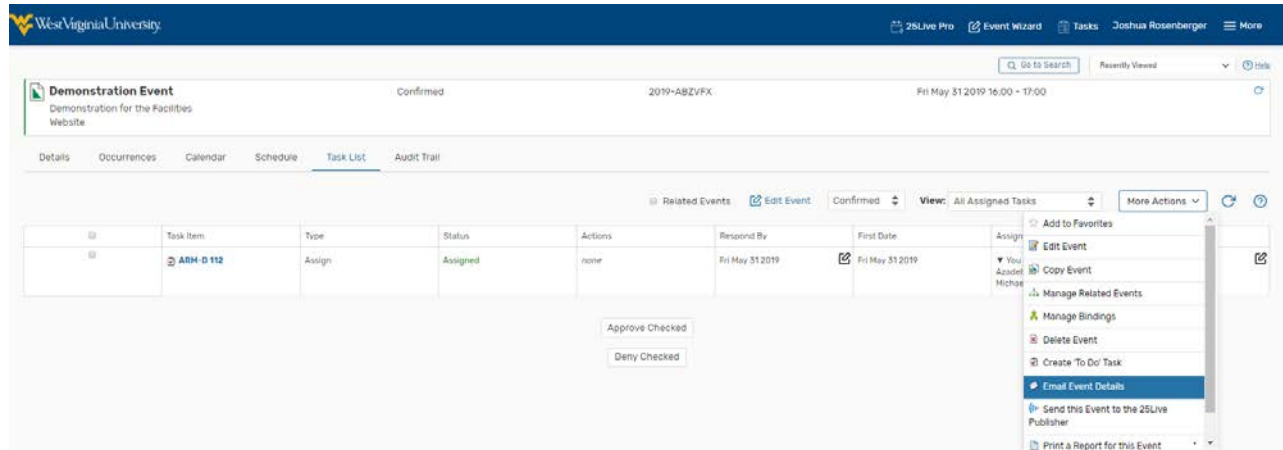 WestVirginiaUniversity.
25Live Pro Event Wizard Tasks Joshua Rosenberger More
Go to Search Recently Viewed Help
Demonstration Event Confirmed 2019-ABZVFX Fri May 31 2019 16:00 - 17:00
Demonstration for the Facilities
Website
Details Occurrences Calendar Schedule Task List Audit Trail
Related Events Edit Event Confirmed View: All Assigned Tasks More Actions
Task Item Type Status Actions Respond By First Date Assign
ARM-D 112 Assign Assigned none Fri May 31 2019 Fri May 31 2019 You
Azadel
Michae
Approve Checked
Deny Checked
Add to Favorites
Edit Event
Copy Event
Manage Related Events
Manage Bindings
Delete Event
Create 'To Do' Task
Email Event Details
Send this Event to the 25Live
Publisher
Print a Report for this Event